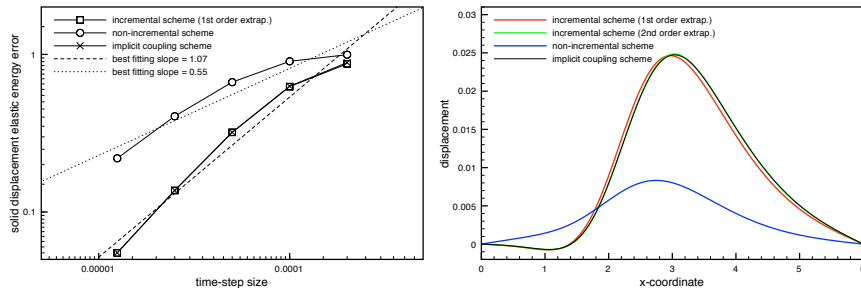 incremental scheme (1st order extrap.)
non-incremental scheme
implicit coupling scheme
best fitting slope = 1.07
best fitting slope = 0.55
1
0.1
solid displacement elastic energy error
0.00001
0.0001
time-step size
incremental scheme (1st order extrap.)
incremental scheme (2nd order extrap.)
non-incremental scheme
implicit coupling scheme
0.03
0.025
0.02
0.015
0.01
0.005
0
displacement
0 1 2 3 4 5 6
x-coordinate